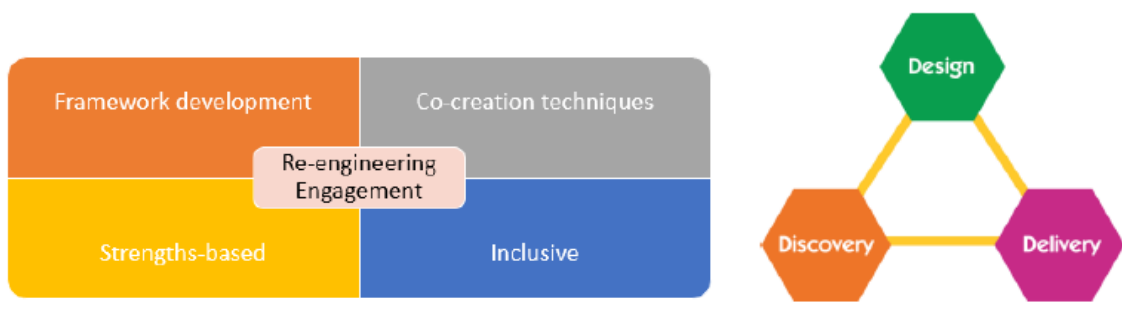 Framework development
Co-creation techniques
Re-engineering
Engagement
Strengths-based
Inclusive
Design
Discovery
Delivery